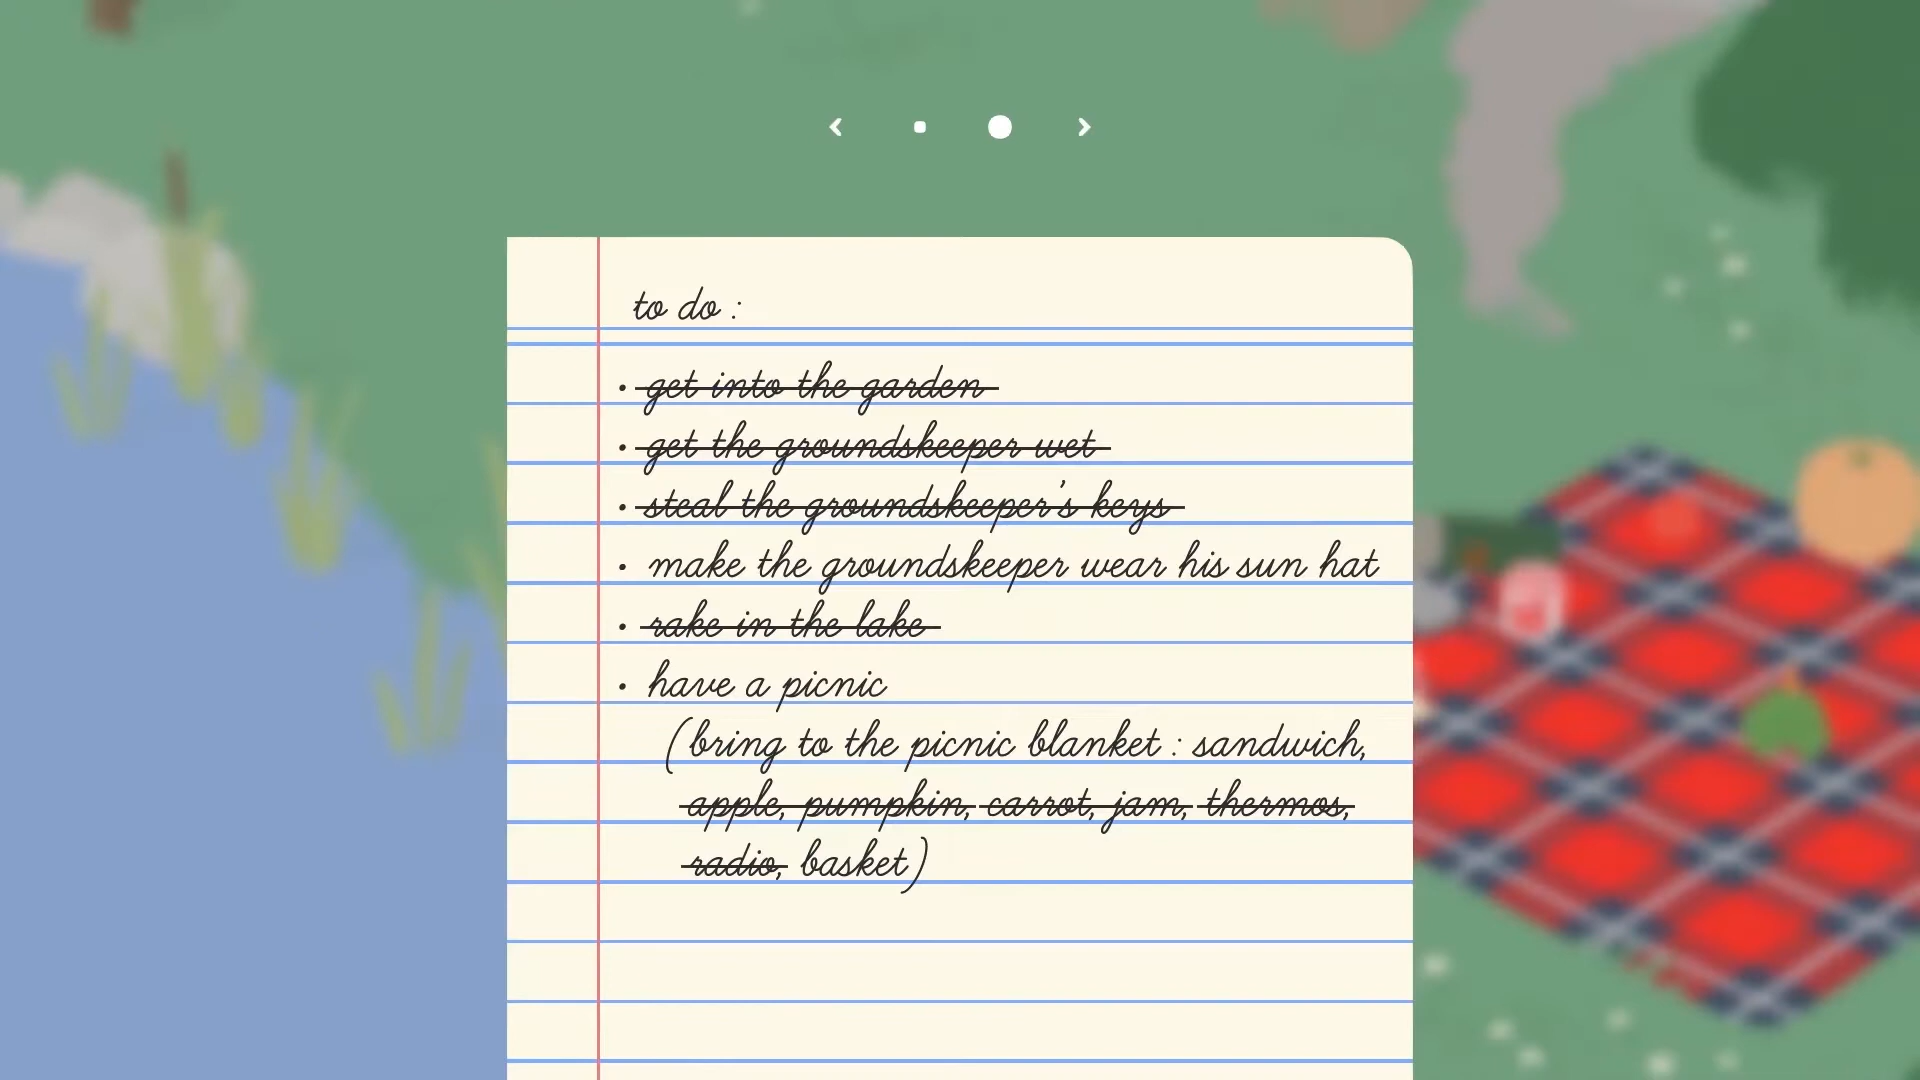 to do :
• get into the garden
• get the groundskeeper wet
• steal the groundskeeper's keys
• make the groundskeeper wear his sun hat
• rake in the lake
• have a picnic
(bring to the picnic blanket : sandwich,
apple, pumpkin, carrot, jam, thermos,
radio, basket)